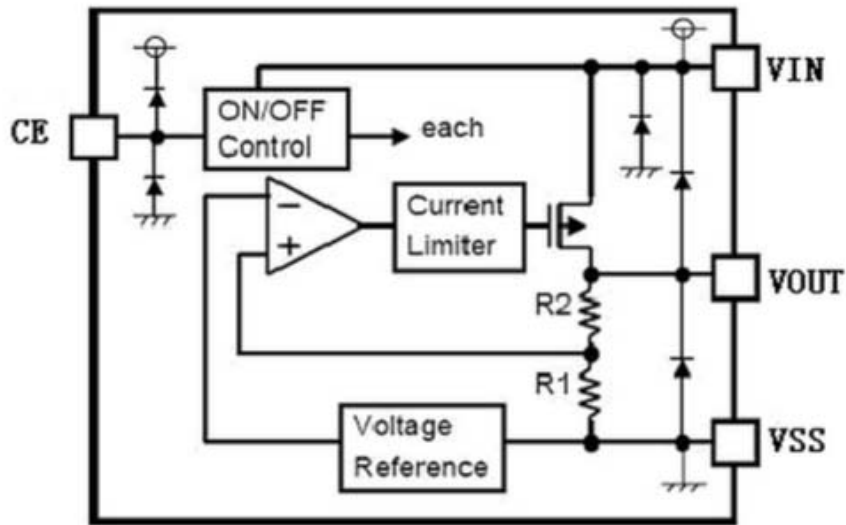 VIN
CE
ON/OFF
Control
each
−
+
Current
Limiter
VOUT
R2
R1
Voltage
Reference
VSS